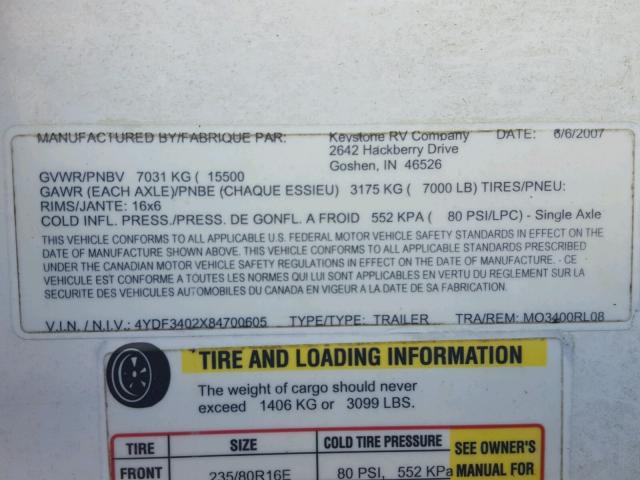 MANUFACTURED BY/FABRIQUE PAR: Keystone RV Company DATE: 6/6/2007
2642 Hackberry Drive
Goshen, IN 46526
GVWR/PNBV 7031 KG ( 15500
GAWR (EACH AXLE)/PNBE (CHAQUE ESSIEU) 3175 KG ( 7000 LB) TIRES/PNEU:
RIMS/JANTE: 16x6
COLD INFL. PRESS./PRESS. DE GONFL. A FROID 552 KPA ( 80 PSI/LPC) - Single Axle
THIS VEHICLE CONFORMS TO ALL APPLICABLE U.S. FEDERAL MOTOR VEHICLE SAFETY STANDARDS IN EFFECT ON THE
DATE OF MANUFACTURE SHOWN ABOVE. THIS VEHICLE CONFORMS TO ALL APPLICABLE STANDARDS PRESCRIBED
UNDER THE CANADIAN MOTOR VEHICLE SAFETY REGULATIONS IN EFFECT ON THE DATE OF MANUFACTURE. CE
VEHICULE EST CONFORME A TOUTES LES NORMES QUI LUI SONT APPLICABLES EN VERTU DU REGLEMENT SUR LA
SECURITE DES VEHICULES AUTOMOBILES DU CANADA EN VIGEUR A LA DATE DE SA FABRICATION.
V.I.N. / N.I.V.: 4YDF3402X84700605 TYPE/TYPE: TRAILER TRA/REM: MO3400RL08
TIRE AND LOADING INFORMATION
The weight of cargo should never
exceed 1406 KG or 3099 LBS.
TIRE SIZE COLD TIRE PRESSURE SEE OWNER'S
FRONT 235/80R16E 80 PSI, 552 KPa MANUAL FOR